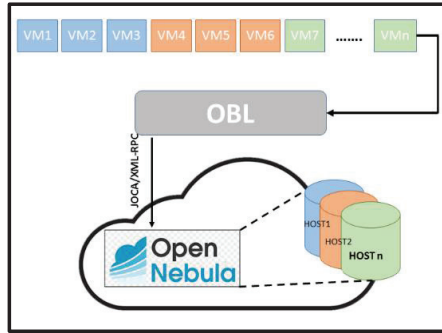 VM1 VM2 VM3 VM4 VM5 VM6 VM7 ....... VMn
OBL
JOCA/XML-RPC
Open
Nebula
HOST1
HOST2
HOST n